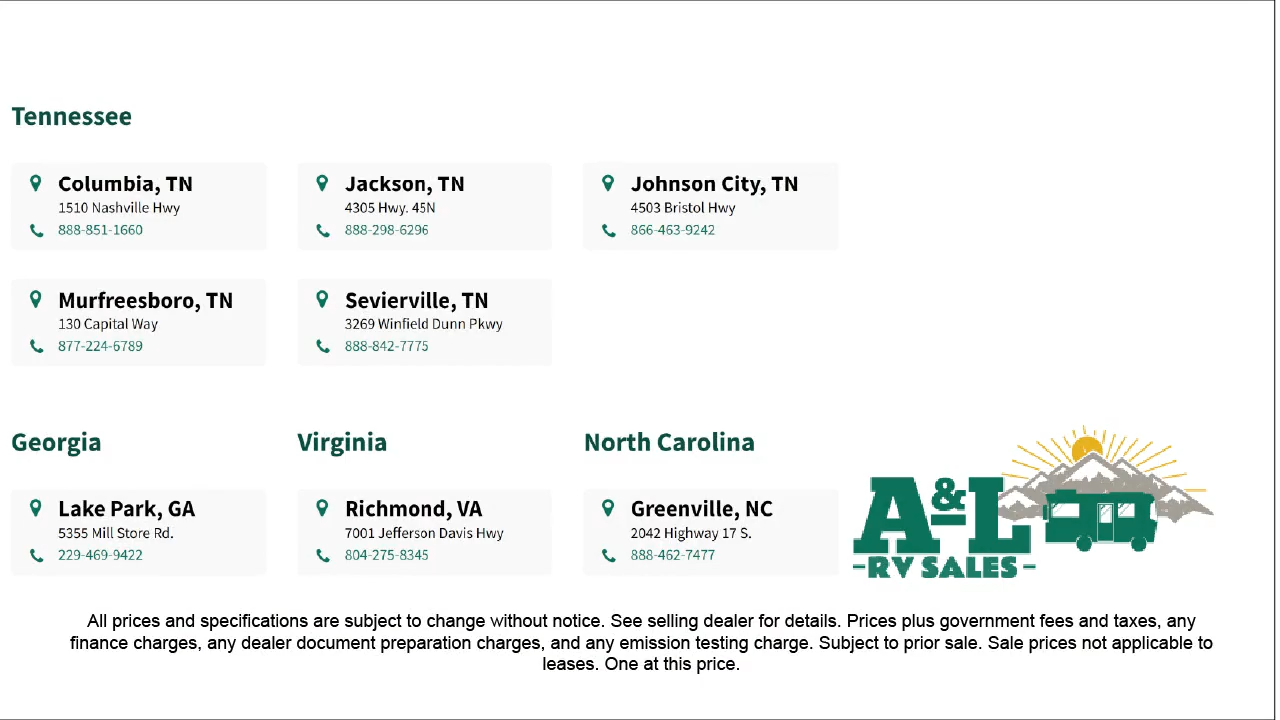 Tennessee
Columbia, TN
1510 Nashville Hwy
888-851-1660
Jackson, TN
4305 Hwy. 45N
888-298-6296
Johnson City, TN
4503 Bristol Hwy
866-463-9242
Murfreesboro, TN
130 Capital Way
877-224-6789
Sevierville, TN
3269 Winfield Dunn Pkwy
888-842-7775
Georgia
Lake Park, GA
5355 Mill Store Rd.
229-469-9422
Virginia
Richmond, VA
7001 Jefferson Davis Hwy
804-275-8345
North Carolina
Greenville, NC
2042 Highway 17 S.
888-462-7477
A&L
-RV SALES-
All prices and specifications are subject to change without notice. See selling dealer for details. Prices plus government fees and taxes, any
finance charges, any dealer document preparation charges, and any emission testing charge. Subject to prior sale. Sale prices not applicable to
leases. One at this price.